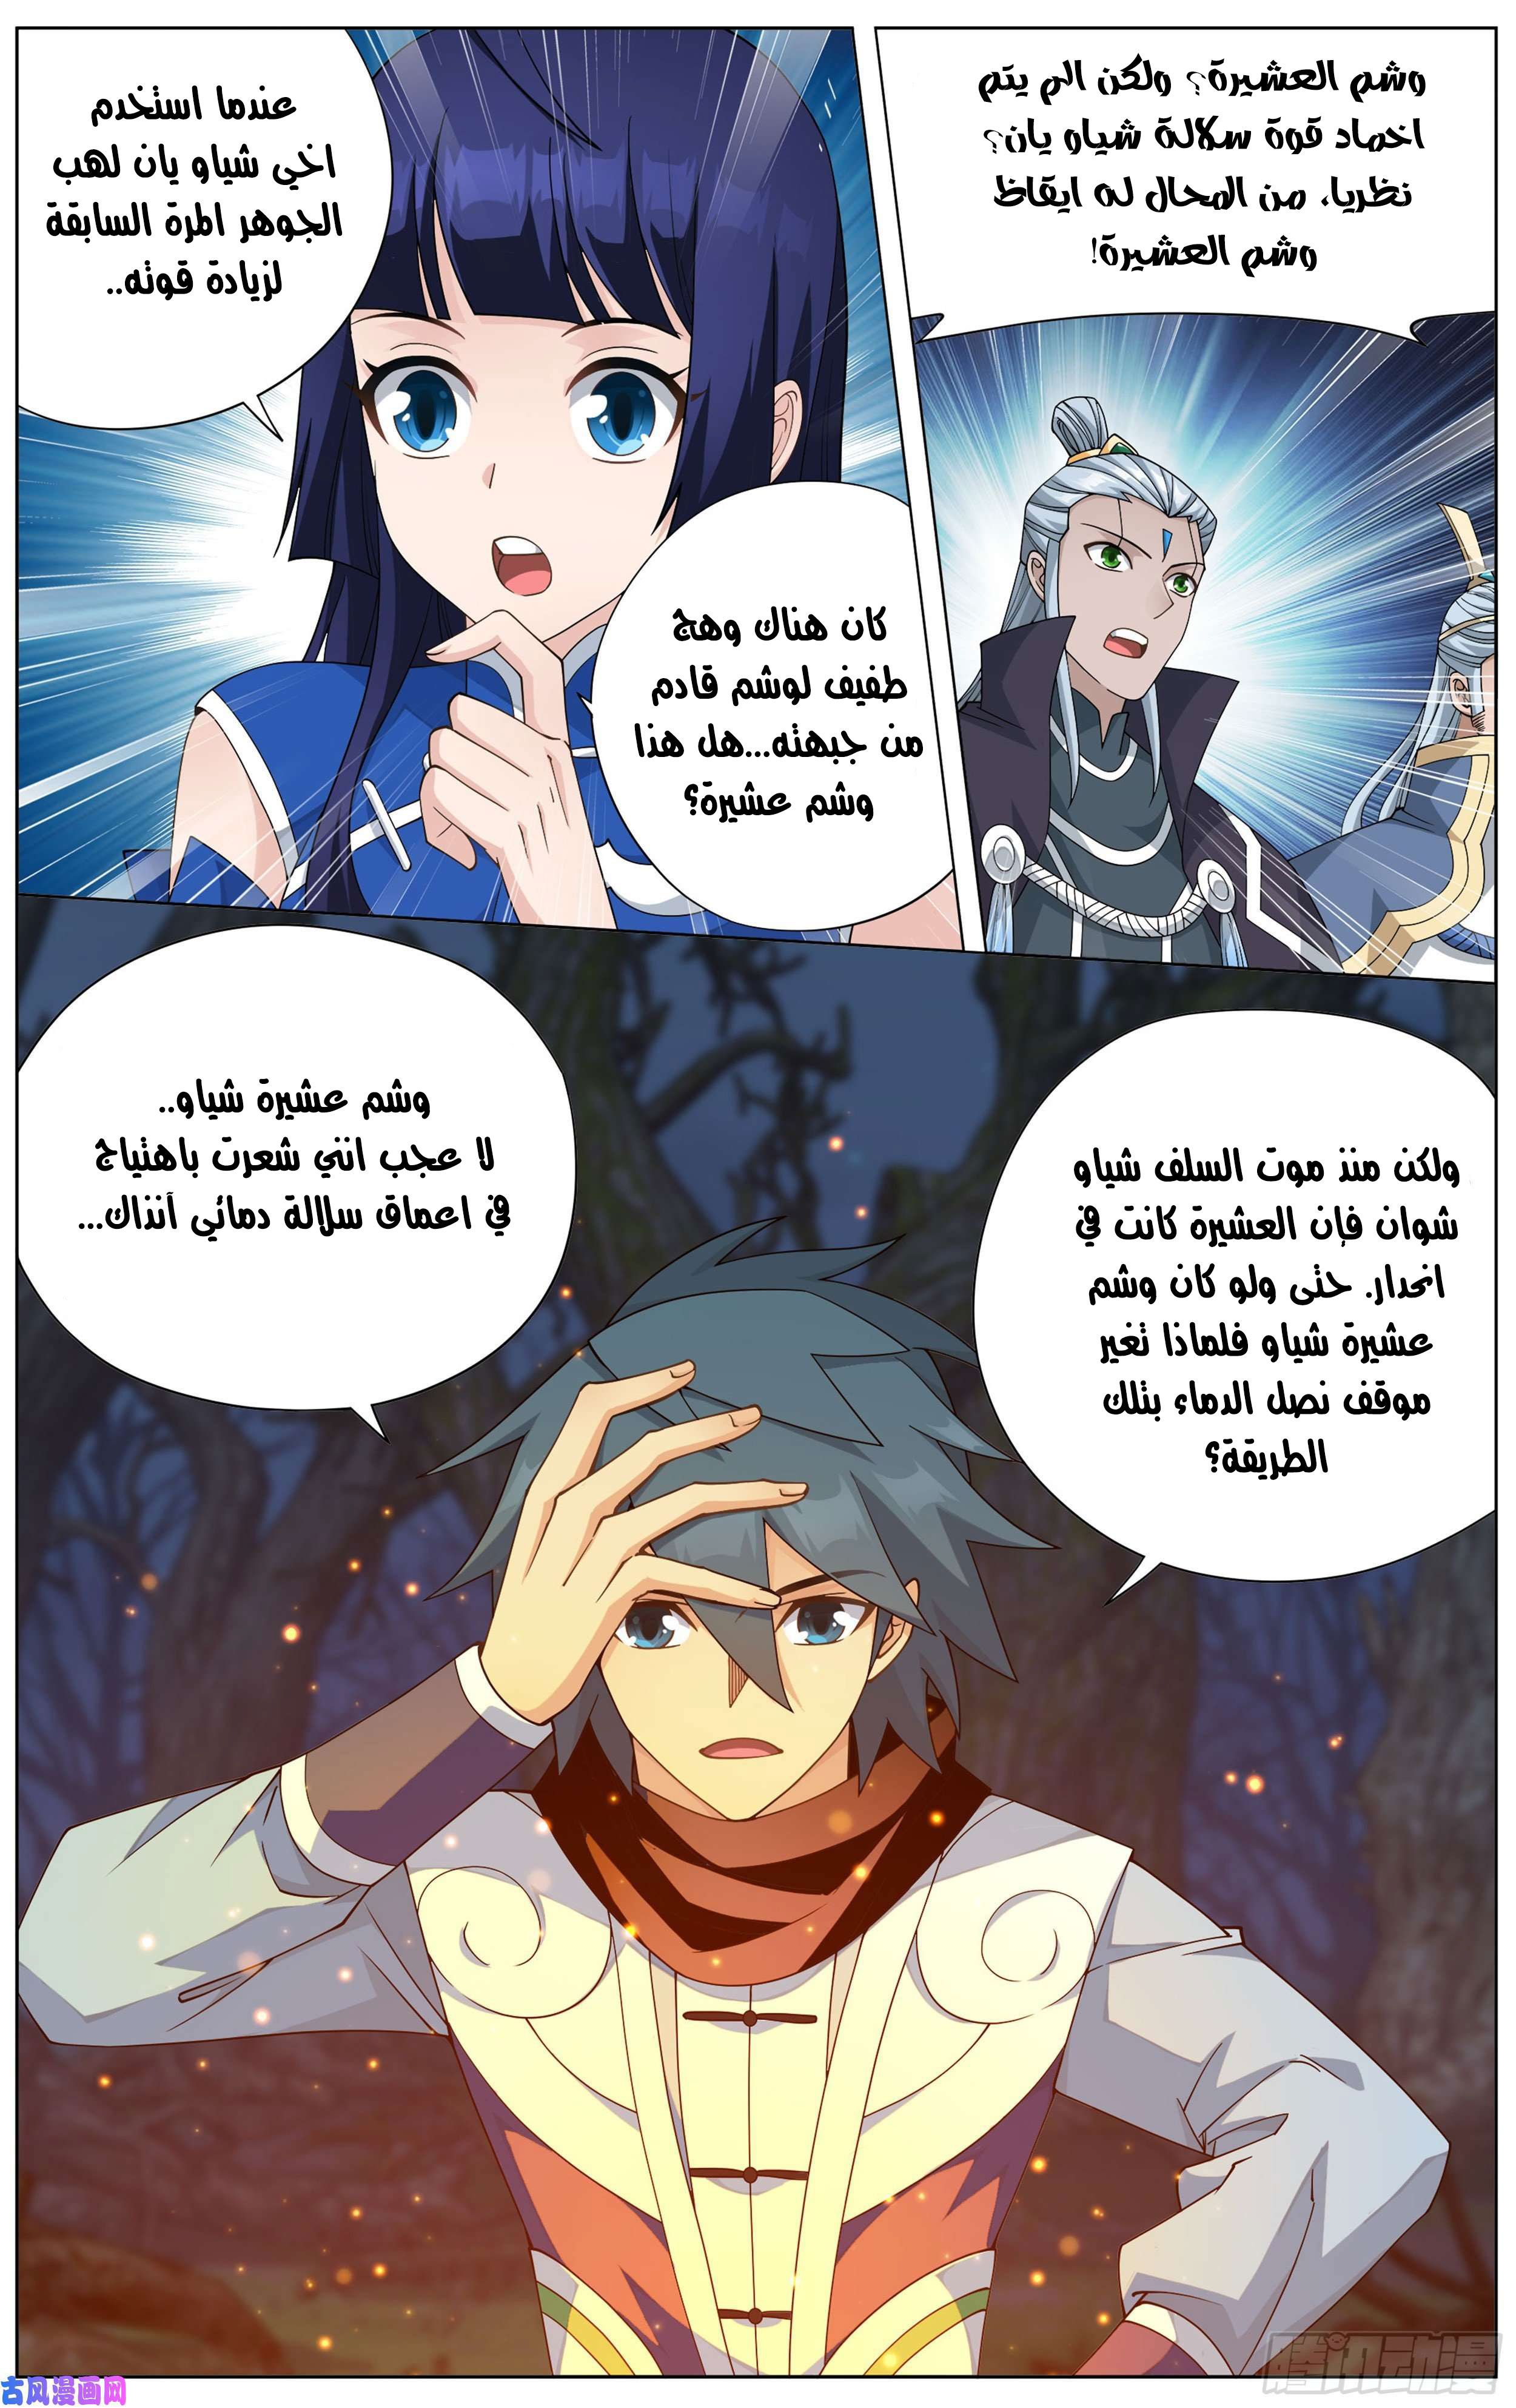 وشم العشيرة؟ ولكن الم يتم
اخماد قوة سلالة شياو يان؟
نظريا، من المحال له ايقاظ
وشم العشيرة!
عندما استخدم
اخي شياو يان لهب
الجوهر المرة السابقة
لزيادة قوته..
كان هناك وهج
طفيف لوشم قادم
من جبهته...هل هذا
وشم عشيرة؟
ولكن منذ موت السلف شياو
شوان فإن العشيرة كانت في
انحدار. حتى ولو كان وشم
عشيرة شياو فلماذا تغير
موقف نصل الدماء بتلك
الطريقة؟
وشم عشيرة شياو..
لا عجب انني شعرت باهتياج
في اعماق سلالة دمائي آنذاك...
腾讯动漫
古风漫画网